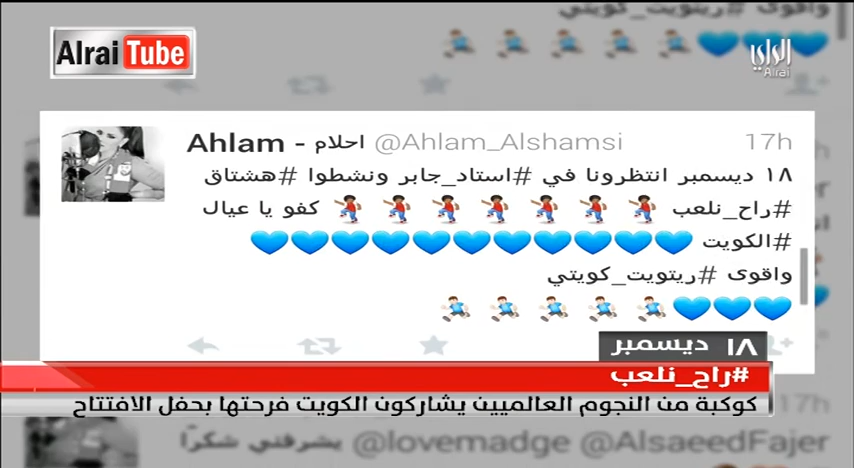 واقوى #ريتويت_كويتي
Alrai Tube
الراي
Alrai
Ahlam - احلام @Ahlam_Alshamsi 17h
١٨ ديسمبر انتظرونا في #استاد_جابر ونشطوا #هشتاق
#راح_نلعب 💃 💃 💃 💃 💃 💃 كفو يا عيال
#الكويت 💙💙💙💙💙💙💙💙💙💙💙
واقوى #ريتويت_كويتي
💙💙💙🏃 🏃 🏃 🏃 🏃
١٨ ديسمبر
#راح_نلعب
كوكبة من النجوم العالميين يشاركون الكويت فرحتها بحفل الافتتاح
17h
@lovemadge @AlsaeedFajer يشرفني شكرًا